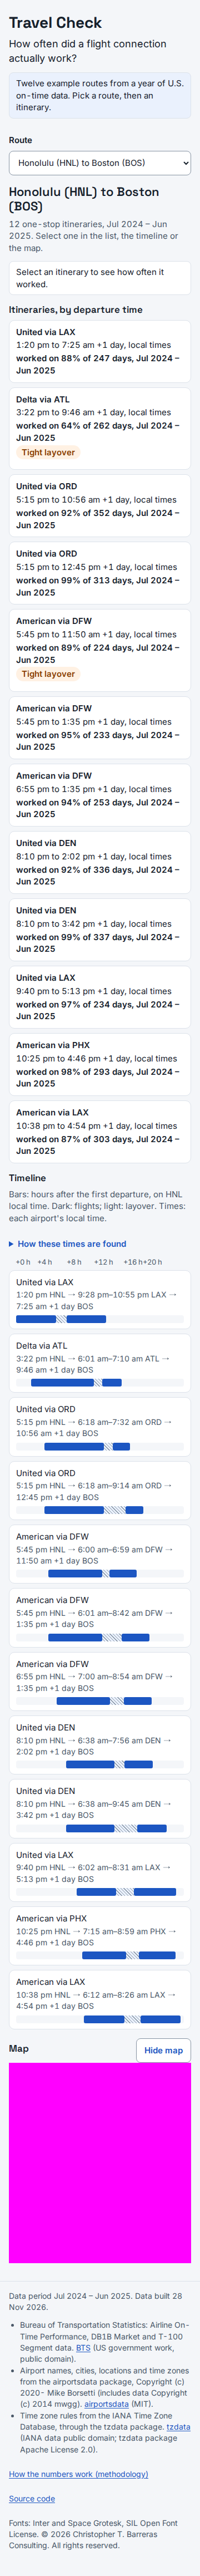 Travel Check
How often did a flight connection
actually work?
Twelve example routes from a year of U.S.
on-time data. Pick a route, then an
itinerary.
Route
Honolulu (HNL) to Boston (BOS)
Honolulu (HNL) to Boston
(BOS)
12 one-stop itineraries, Jul 2024 – Jun
2025. Select one in the list, the timeline or
the map.
Select an itinerary to see how often it
worked.
Itineraries, by departure time
United via LAX
1:20 pm to 7:25 am +1 day, local times
worked on 88% of 247 days, Jul 2024 –
Jun 2025
Delta via ATL
3:22 pm to 9:46 am +1 day, local times
worked on 64% of 262 days, Jul 2024 –
Jun 2025
Tight layover
United via ORD
5:15 pm to 10:56 am +1 day, local times
worked on 92% of 352 days, Jul 2024 –
Jun 2025
United via ORD
5:15 pm to 12:45 pm +1 day, local times
worked on 99% of 313 days, Jul 2024 –
Jun 2025
American via DFW
5:45 pm to 11:50 am +1 day, local times
worked on 89% of 224 days, Jul 2024 –
Jun 2025
Tight layover
American via DFW
5:45 pm to 1:35 pm +1 day, local times
worked on 95% of 233 days, Jul 2024 –
Jun 2025
American via DFW
6:55 pm to 1:35 pm +1 day, local times
worked on 94% of 253 days, Jul 2024 –
Jun 2025
United via DEN
8:10 pm to 2:02 pm +1 day, local times
worked on 92% of 336 days, Jul 2024 –
Jun 2025
United via DEN
8:10 pm to 3:42 pm +1 day, local times
worked on 99% of 337 days, Jul 2024 –
Jun 2025
United via LAX
9:40 pm to 5:13 pm +1 day, local times
worked on 97% of 234 days, Jul 2024 –
Jun 2025
American via PHX
10:25 pm to 4:46 pm +1 day, local times
worked on 98% of 293 days, Jul 2024 –
Jun 2025
American via LAX
10:38 pm to 4:54 pm +1 day, local times
worked on 87% of 303 days, Jul 2024 –
Jun 2025
Timeline
Bars: hours after the first departure, on HNL
local time. Dark: flights; light: layover. Times:
each airport's local time.
▶ How these times are found
+0 h +4 h +8 h +12 h +16 h +20 h
United via LAX
1:20 pm HNL → 9:28 pm–10:55 pm LAX →
7:25 am +1 day BOS
Delta via ATL
3:22 pm HNL → 6:01 am–7:10 am ATL →
9:46 am +1 day BOS
United via ORD
5:15 pm HNL → 6:18 am–7:32 am ORD →
10:56 am +1 day BOS
United via ORD
5:15 pm HNL → 6:18 am–9:14 am ORD →
12:45 pm +1 day BOS
American via DFW
5:45 pm HNL → 6:00 am–6:59 am DFW →
11:50 am +1 day BOS
American via DFW
5:45 pm HNL → 6:01 am–8:42 am DFW →
1:35 pm +1 day BOS
American via DFW
6:55 pm HNL → 7:00 am–8:54 am DFW →
1:35 pm +1 day BOS
United via DEN
8:10 pm HNL → 6:38 am–7:56 am DEN →
2:02 pm +1 day BOS
United via DEN
8:10 pm HNL → 6:38 am–9:45 am DEN →
3:42 pm +1 day BOS
United via LAX
9:40 pm HNL → 6:02 am–8:31 am LAX →
5:13 pm +1 day BOS
American via PHX
10:25 pm HNL → 7:15 am–8:59 am PHX →
4:46 pm +1 day BOS
American via LAX
10:38 pm HNL → 6:12 am–8:26 am LAX →
4:54 pm +1 day BOS
Map
Hide map
Data period Jul 2024 – Jun 2025. Data built 28
Nov 2026.
• Bureau of Transportation Statistics: Airline On-
Time Performance, DB1B Market and T-100
Segment data. BTS (US government work,
public domain).
• Airport names, cities, locations and time zones
from the airportsdata package, Copyright (c)
2020- Mike Borsetti (includes data Copyright
(c) 2014 mwgg). airportsdata (MIT).
• Time zone rules from the IANA Time Zone
Database, through the tzdata package. tzdata
(IANA data public domain; tzdata package
Apache License 2.0).
How the numbers work (methodology)
Source code
Fonts: Inter and Space Grotesk, SIL Open Font
License. © 2026 Christopher T. Barreras
Consulting. All rights reserved.